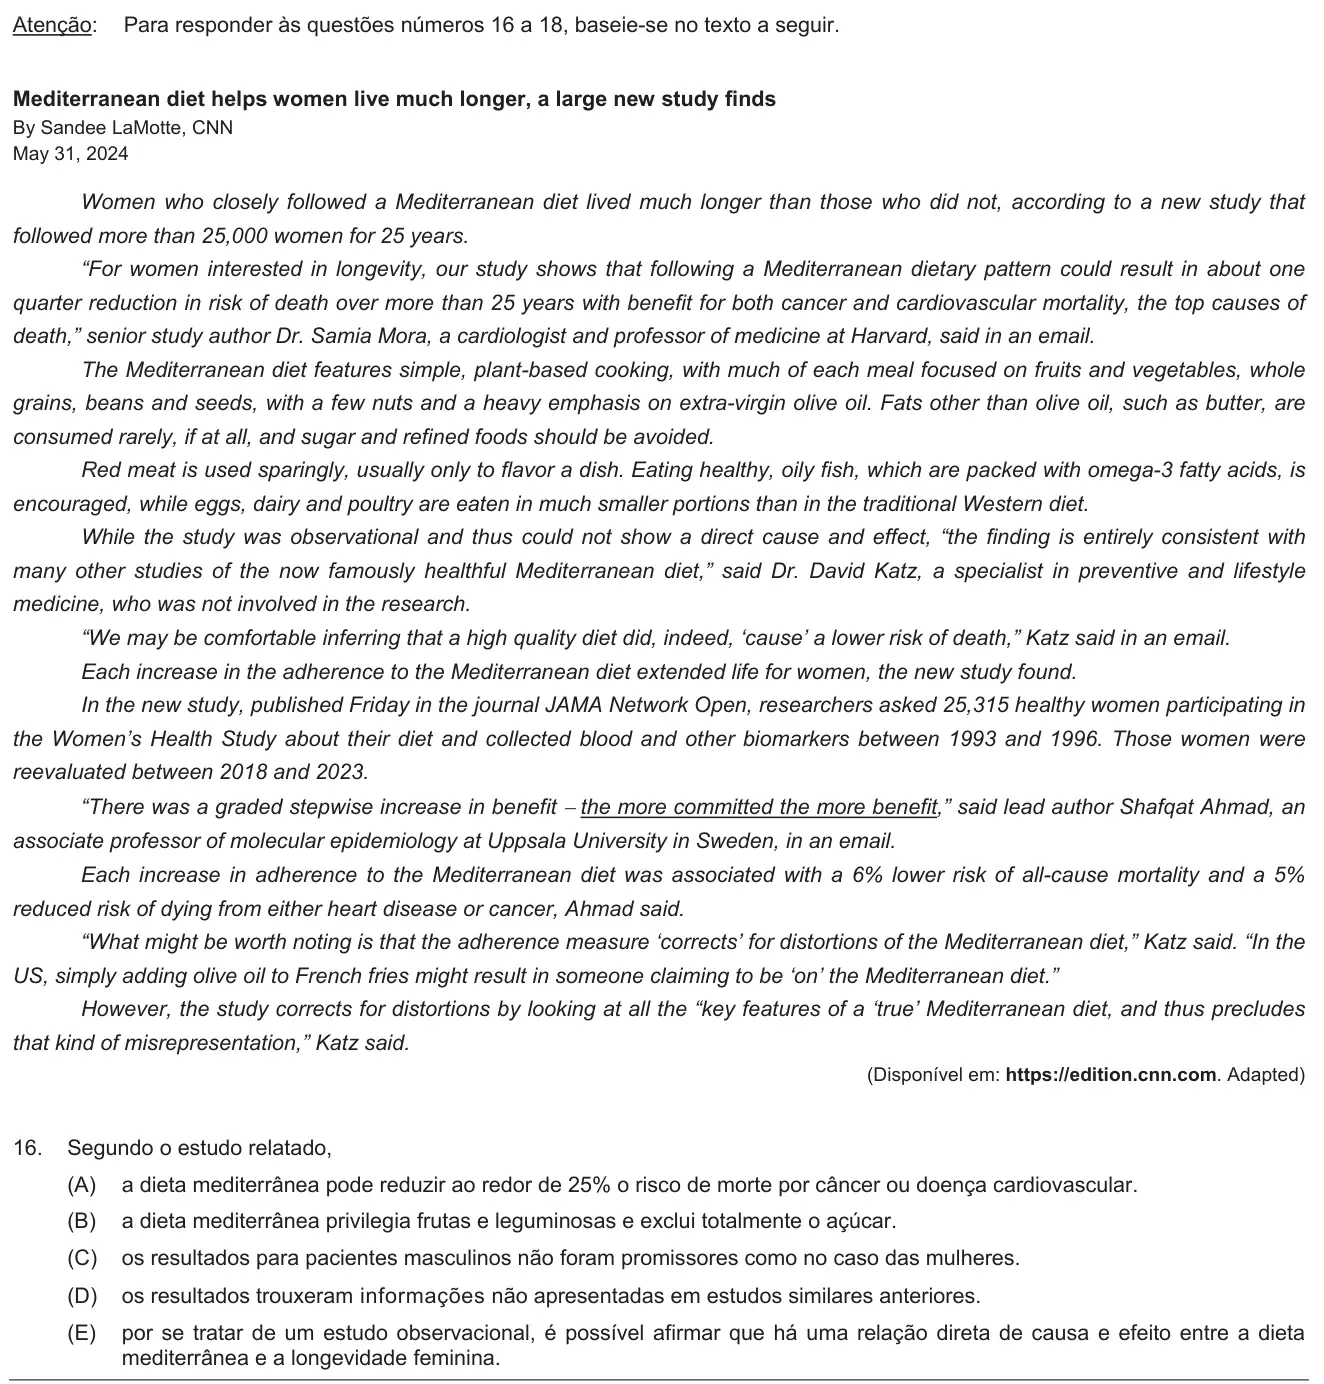 Atenção: Para responder às questões números 16 a 18, baseie-se no texto a seguir.
Mediterranean diet helps women live much longer, a large new study finds
By Sandee LaMotte, CNN
May 31, 2024
Women who closely followed a Mediterranean diet lived much longer than those who did not, according to a new study that
followed more than 25,000 women for 25 years.
“For women interested in longevity, our study shows that following a Mediterranean dietary pattern could result in about one
quarter reduction in risk of death over more than 25 years with benefit for both cancer and cardiovascular mortality, the top causes of
death,” senior study author Dr. Samia Mora, a cardiologist and professor of medicine at Harvard, said in an email.
The Mediterranean diet features simple, plant-based cooking, with much of each meal focused on fruits and vegetables, whole
grains, beans and seeds, with a few nuts and a heavy emphasis on extra-virgin olive oil. Fats other than olive oil, such as butter, are
consumed rarely, if at all, and sugar and refined foods should be avoided.
Red meat is used sparingly, usually only to flavor a dish. Eating healthy, oily fish, which are packed with omega-3 fatty acids, is
encouraged, while eggs, dairy and poultry are eaten in much smaller portions than in the traditional Western diet.
While the study was observational and thus could not show a direct cause and effect, “the finding is entirely consistent with
many other studies of the now famously healthful Mediterranean diet,” said Dr. David Katz, a specialist in preventive and lifestyle
medicine, who was not involved in the research.
“We may be comfortable inferring that a high quality diet did, indeed, ‘cause’ a lower risk of death,” Katz said in an email.
Each increase in the adherence to the Mediterranean diet extended life for women, the new study found.
In the new study, published Friday in the journal JAMA Network Open, researchers asked 25,315 healthy women participating in
the Women’s Health Study about their diet and collected blood and other biomarkers between 1993 and 1996. Those women were
reevaluated between 2018 and 2023.
“There was a graded stepwise increase in benefit – the more committed the more benefit,” said lead author Shafqat Ahmad, an
associate professor of molecular epidemiology at Uppsala University in Sweden, in an email.
Each increase in adherence to the Mediterranean diet was associated with a 6% lower risk of all-cause mortality and a 5%
reduced risk of dying from either heart disease or cancer, Ahmad said.
“What might be worth noting is that the adherence measure ‘corrects’ for distortions of the Mediterranean diet,” Katz said. “In the
US, simply adding olive oil to French fries might result in someone claiming to be ‘on’ the Mediterranean diet.”
However, the study corrects for distortions by looking at all the “key features of a ‘true’ Mediterranean diet, and thus precludes
that kind of misrepresentation,” Katz said.
(Disponível em: https://edition.cnn.com. Adapted)
16. Segundo o estudo relatado,
(A) a dieta mediterrânea pode reduzir ao redor de 25% o risco de morte por câncer ou doença cardiovascular.
(B) a dieta mediterrânea privilegia frutas e leguminosas e exclui totalmente o açúcar.
(C) os resultados para pacientes masculinos não foram promissores como no caso das mulheres.
(D) os resultados trouxeram informações não apresentadas em estudos similares anteriores.
(E) por se tratar de um estudo observacional, é possível afirmar que há uma relação direta de causa e efeito entre a dieta
mediterrânea e a longevidade feminina.